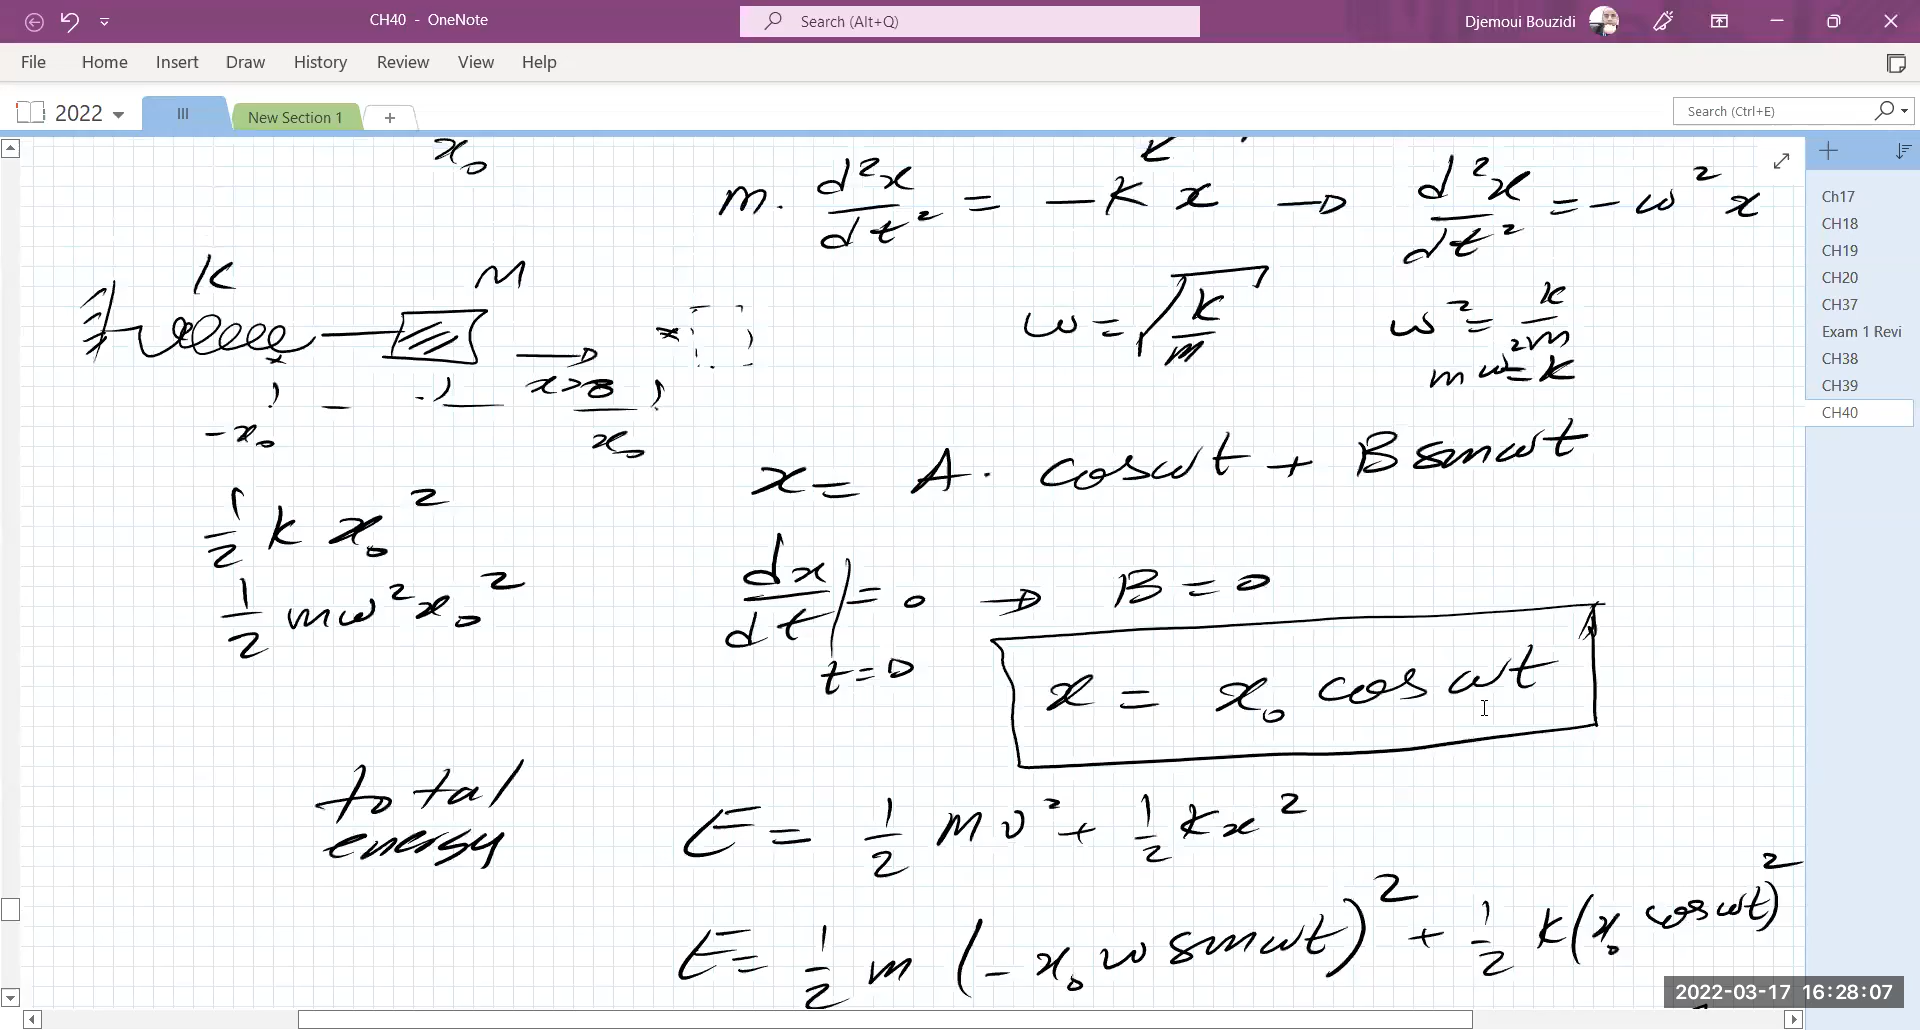 CH40 - OneNote
Search (Alt+Q)
Djemoui Bouzidi
File Home Insert Draw History Review View Help
2022
III
New Section 1
+
Search (Ctrl+E)
Ch17
CH18
CH19
CH20
CH37
Exam 1 Revi
CH38
CH39
CH40
x₀
m. d²x/dt² = -K x → d²x/dt² = -ω² x
K
M
ω = √(k/m)
ω² = k/m
mω² = K
x>0
-x₀
x₀
x = A. cosωt + B sinωt
½ k x₀²
½ mω²x₀²
dx/dt | = 0 → B = 0
t=0
x = x₀ cos ωt
total
energy
E = ½ M v² + ½ Kx²
E = ½ m (- x₀ ω sinωt)² + ½ K(x₀ cosωt)²
2022-03-17 16:28:07